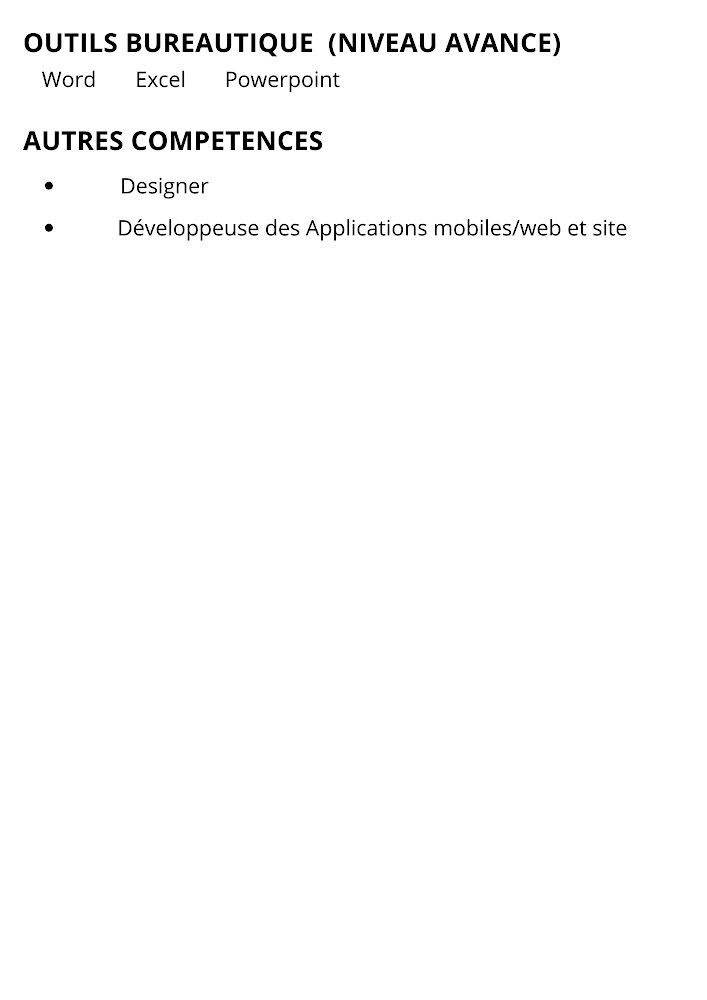 OUTILS BUREAUTIQUE (NIVEAU AVANCE)
Word Excel Powerpoint
AUTRES COMPETENCES
• Designer
• Développeuse des Applications mobiles/web et site